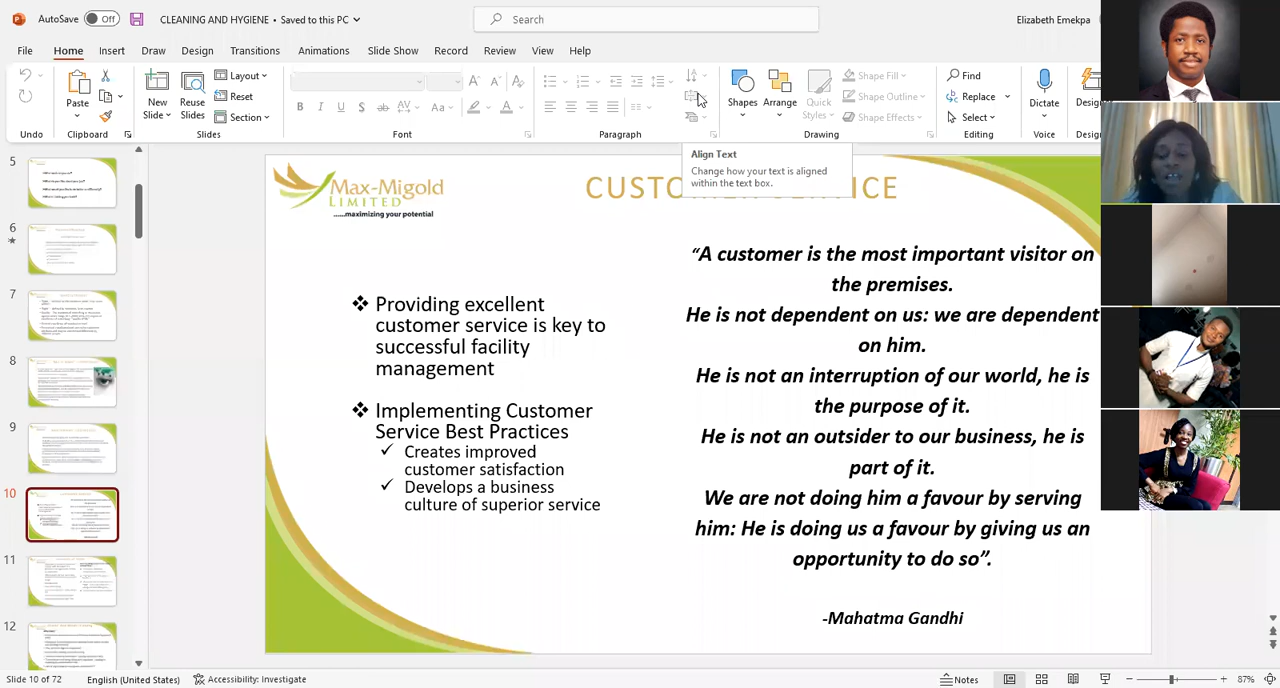 AutoSave Off CLEANING AND HYGIENE • Saved to this PC Search Elizabeth Emekpa
File Home Insert Draw Design Transitions Animations Slide Show Record Review View Help
Paste
New Slide
Reuse Slides
Layout
Reset
Section
B I U S ab AV Aa A
Shapes Arrange Quick Styles
Shape Fill
Shape Outline
Shape Effects
Find
Replace
Select
Dictate
Undo Clipboard Slides Font Paragraph Drawing Editing Voice
Align Text
Change how your text is aligned
within the text box.
5
6
7
8
9
10
11
12
Max-Migold
LIMITED
......maximizing your potential
❖ Providing excellent
customer service is key to
successful facility
management.
❖ Implementing Customer
Service Best Practices
✓ Creates improved
customer satisfaction
✓ Develops a business
culture of superior service
“A customer is the most important visitor on
the premises.
He is not dependent on us: we are dependent
on him.
He is not an interruption of our world, he is
the purpose of it.
He is not an outsider to our business, he is
part of it.
We are not doing him a favour by serving
him: He is doing us a favour by giving us an
opportunity to do so”.
-Mahatma Gandhi
Slide 10 of 72 English (United States) Accessibility: Investigate Notes 87%